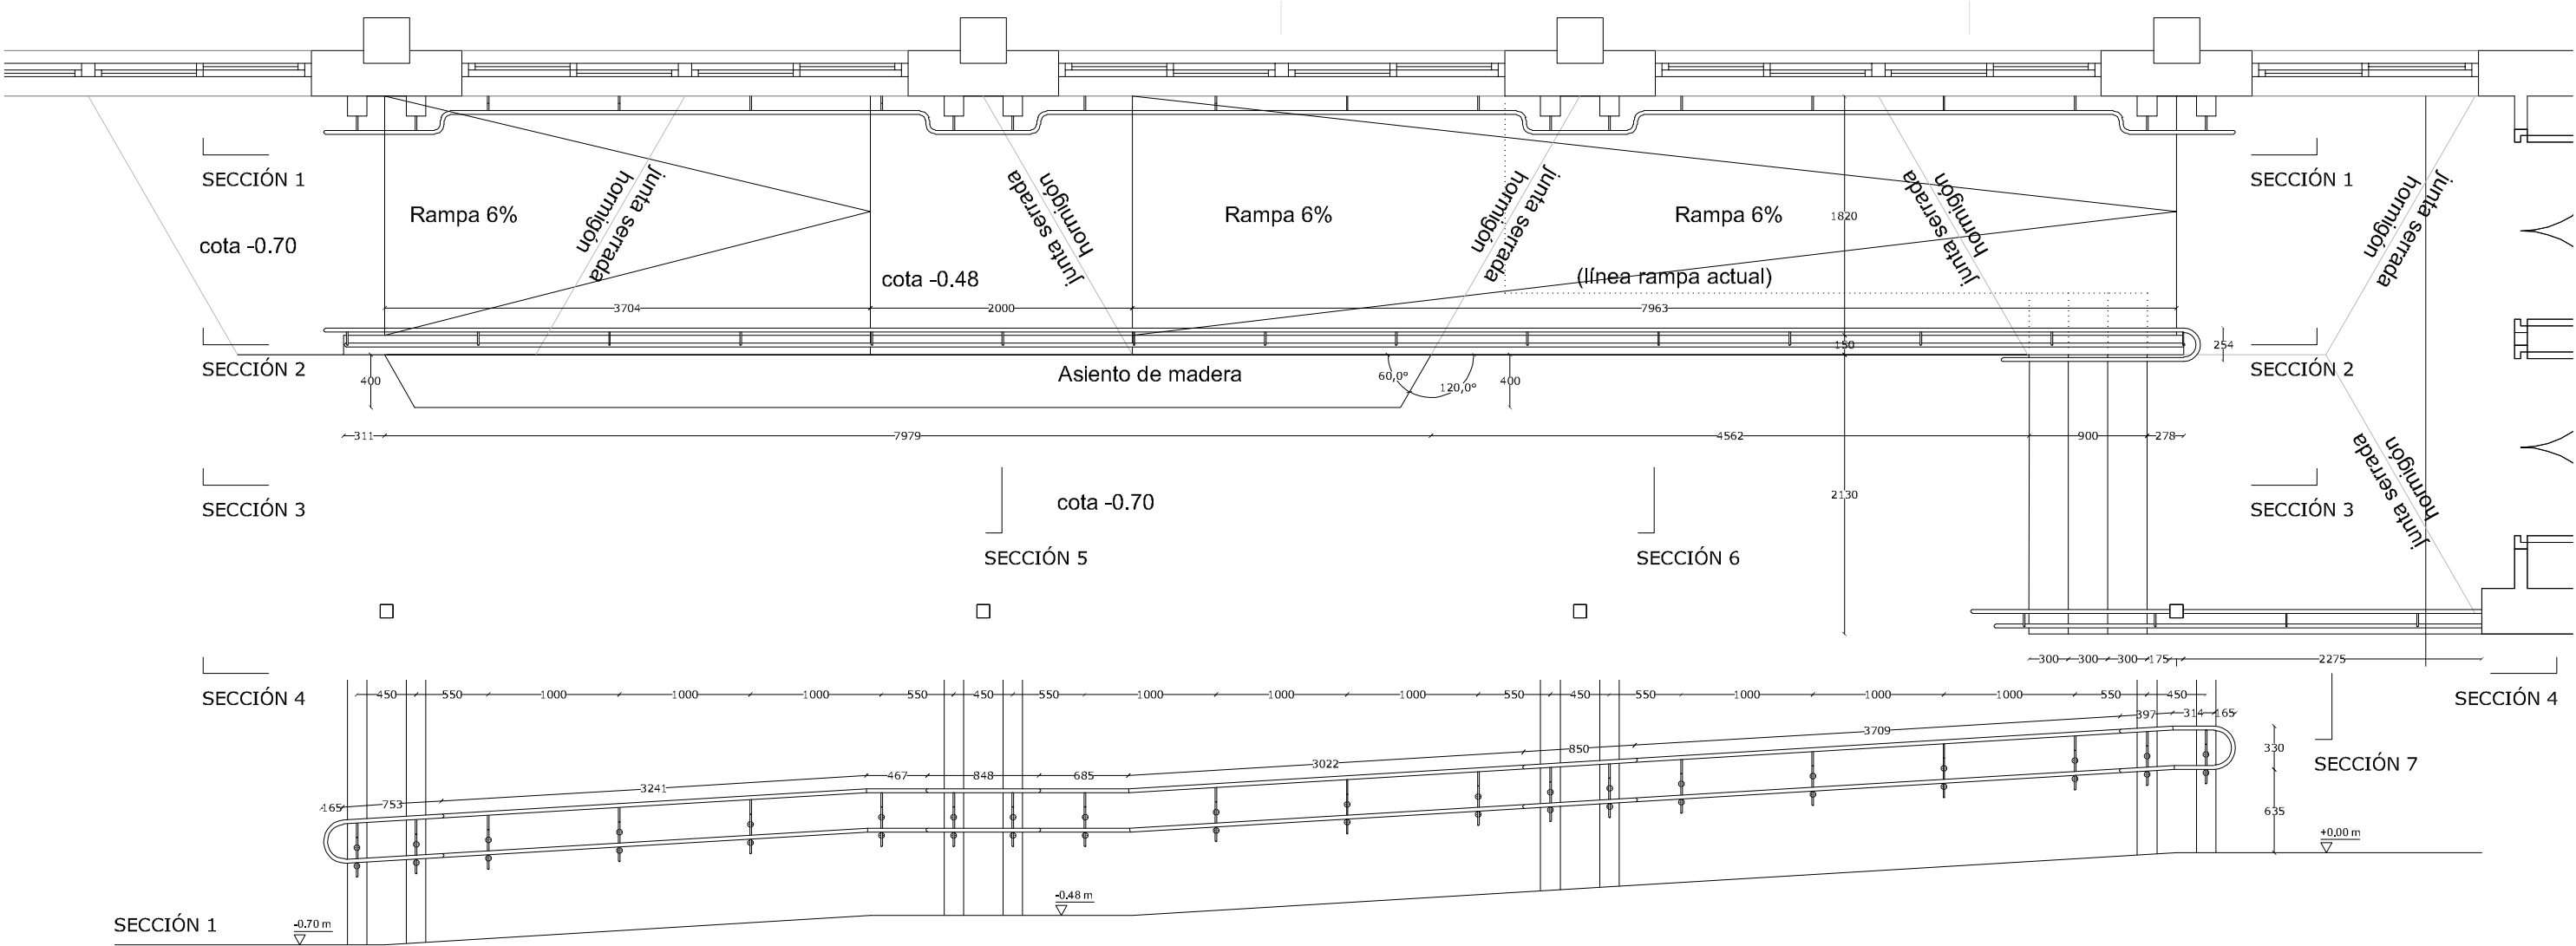 SECCIÓN 1
SECCIÓN 1
Rampa 6%
junta serrada
hormigón
hormigón
junta serrada
Rampa 6%
junta serrada
hormigón
Rampa 6%
1820
hormigón
junta serrada
junta serrada
hormigón
cota -0.70
cota -0.48
(línea rampa actual)
3704
2000
7963
SECCIÓN 2
SECCIÓN 2
150
254
400
Asiento de madera
60,0°
120,0°
400
311
7979
4562
900
278
hormigón
junta serrada
SECCIÓN 3
SECCIÓN 3
cota -0.70
2130
SECCIÓN 5
SECCIÓN 6
300
300
300
175
2275
SECCIÓN 4
SECCIÓN 4
450
550
1000
1000
1000
550
450
550
1000
1000
1000
550
450
550
1000
1000
1000
550
450
397
314
165
3709
850
3022
330
SECCIÓN 7
467
848
685
3241
753
165
635
+0.00 m
-0.48 m
SECCIÓN 1
-0.70 m